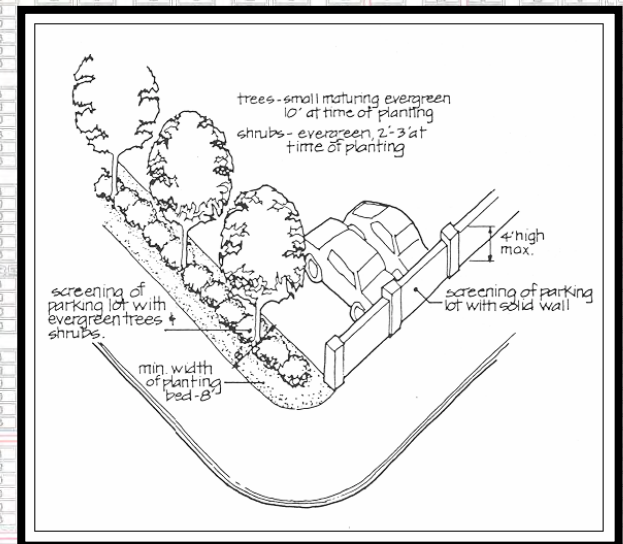 trees-small maturing evergreen
10' at time of planting
shrubs- evergreen, 2'-3' at
time of planting
4' high
max.
screening of
parking lot with
evergreen trees &
shrubs.
screening of parking
lot with solid wall
min. width
of planting
bed-8'